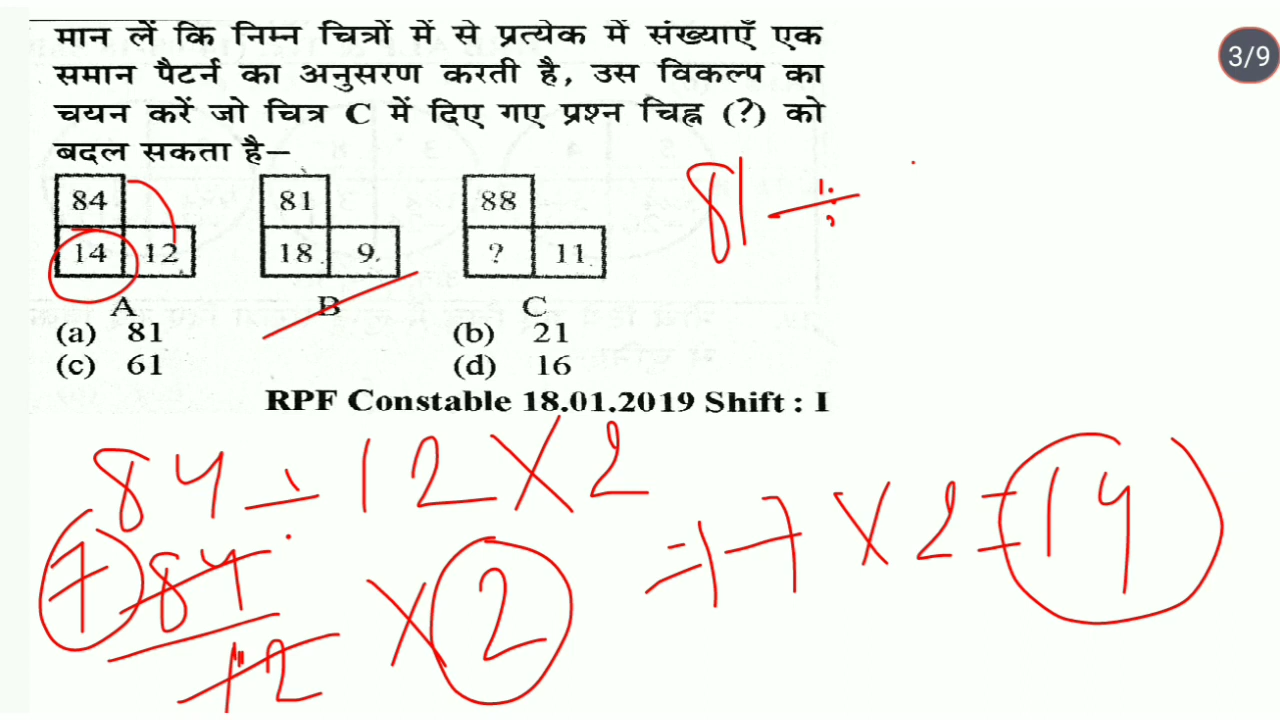 मान लें कि निम्न चित्रों में से प्रत्येक में संख्याएँ एक
समान पैटर्न का अनुसरण करती है, उस विकल्प का
चयन करें जो चित्र C में दिए गए प्रश्न चिह्न (?) को
बदल सकता है–
3/9
84 81 88
14 12 18 9 ? 11
A B C
(a) 81 (b) 21
(c) 61 (d) 16
RPF Constable 18.01.2019 Shift : I
81 ÷
84 ÷ 12 × 2
7 84 × 2 ⇒ 7 × 2 = 14
12